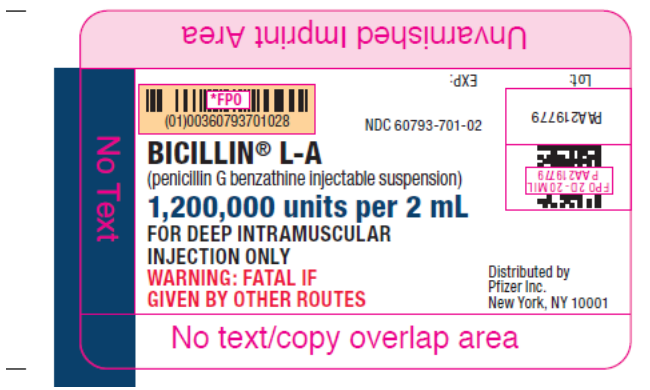 Unvarnished Imprint Area
No Text
*FPO
(01)00360793701028
EXP:
Lot:
NDC 60793-701-02
PAA219779
BICILLIN® L-A
(penicillin G benzathine injectable suspension)
1,200,000 units per 2 mL
FOR DEEP INTRAMUSCULAR
INJECTION ONLY
WARNING: FATAL IF
GIVEN BY OTHER ROUTES
FPO 2D-20 MIL
PAA219779
Distributed by
Pfizer Inc.
New York, NY 10001
No text/copy overlap area